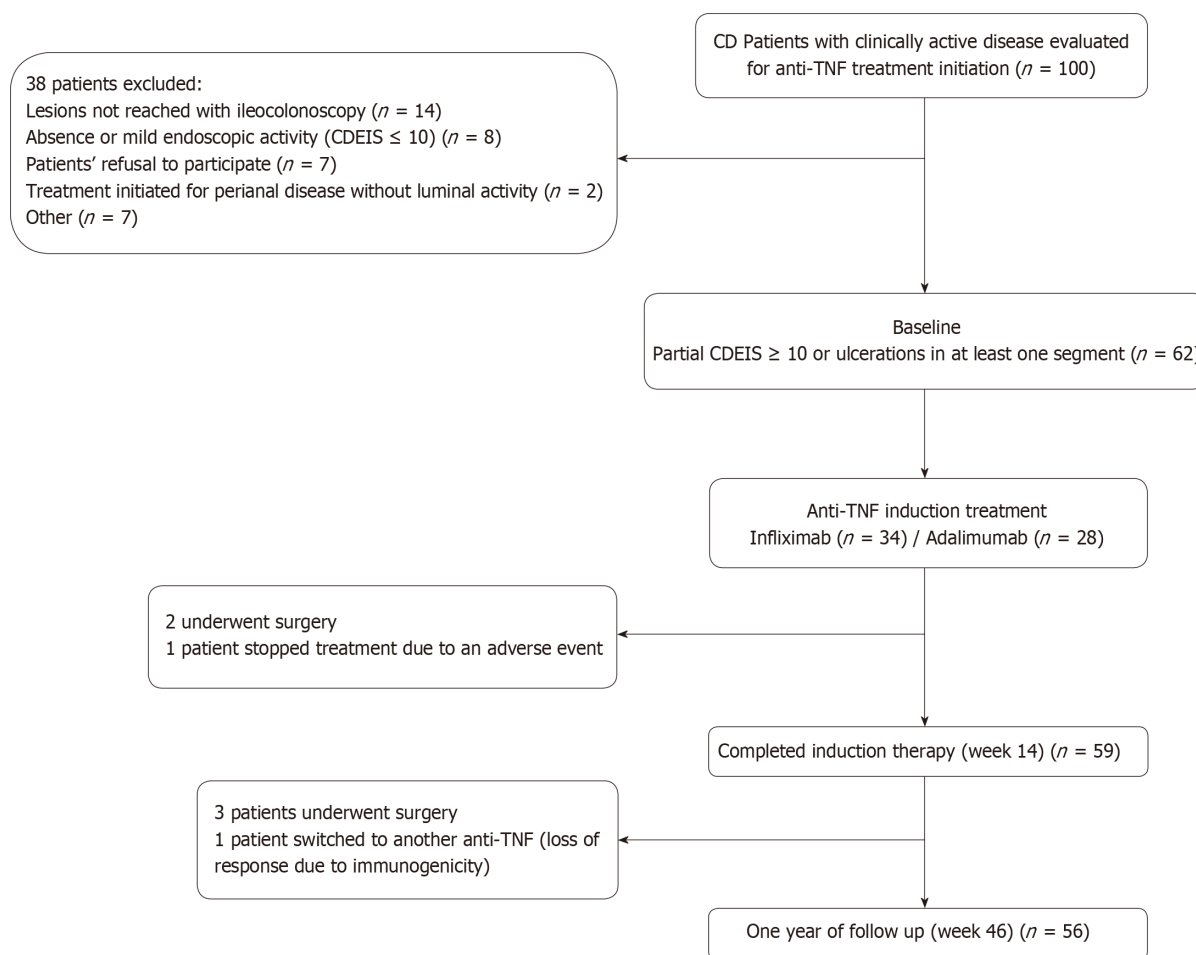 CD Patients with clinically active disease evaluated
for anti-TNF treatment initiation (n = 100)
38 patients excluded:
Lesions not reached with ileocolonoscopy (n = 14)
Absence or mild endoscopic activity (CDEIS ≤ 10) (n = 8)
Patients' refusal to participate (n = 7)
Treatment initiated for perianal disease without luminal activity (n = 2)
Other (n = 7)
Baseline
Partial CDEIS ≥ 10 or ulcerations in at least one segment (n = 62)
Anti-TNF induction treatment
Infliximab (n = 34) / Adalimumab (n = 28)
2 underwent surgery
1 patient stopped treatment due to an adverse event
Completed induction therapy (week 14) (n = 59)
3 patients underwent surgery
1 patient switched to another anti-TNF (loss of
response due to immunogenicity)
One year of follow up (week 46) (n = 56)